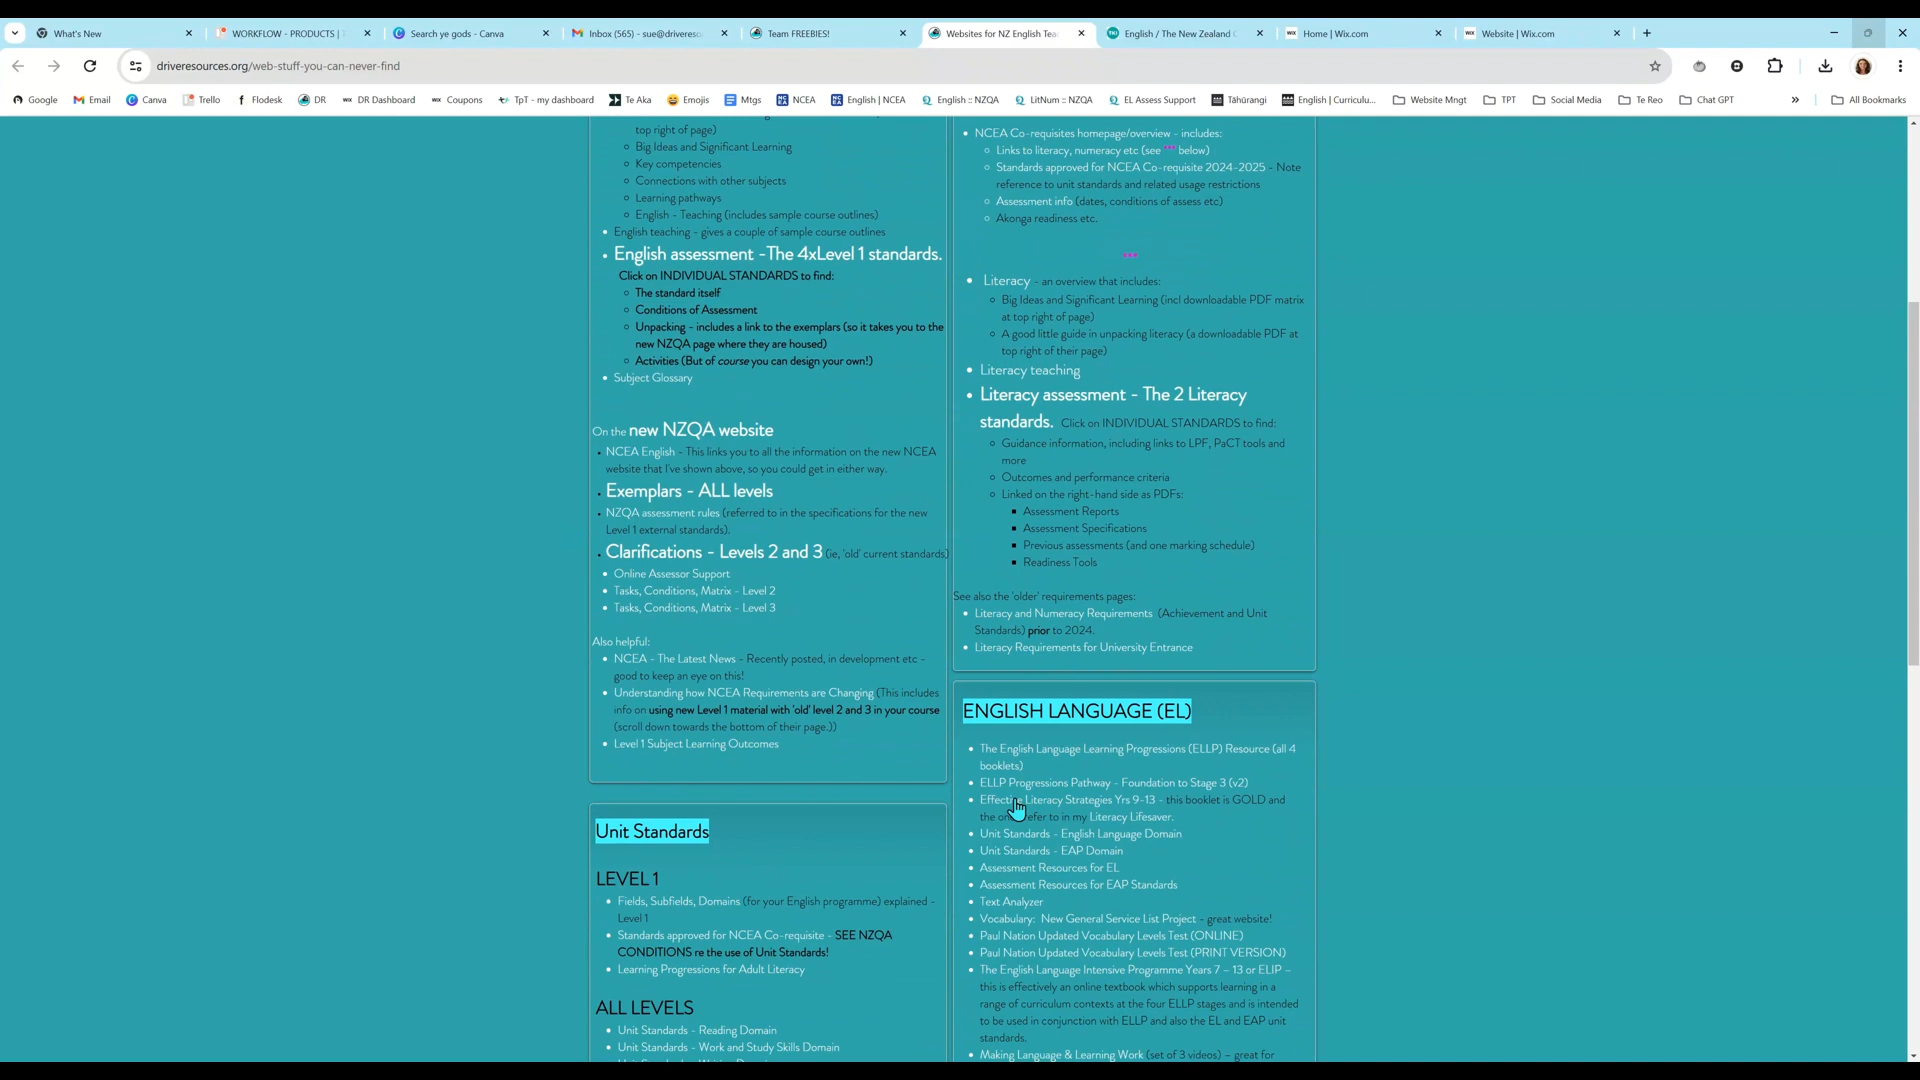 What's New
WORKFLOW - PRODUCTS | T
Search ye gods - Canva
Inbox (565) - sue@driveresou
Team FREEBIES!
Websites for NZ English Tea
English / The New Zealand C
Home | Wix.com
Website | Wix.com
driveresources.org/web-stuff-you-can-never-find
Google
Email
Canva
Trello
Flodesk
DR
DR Dashboard
Coupons
TpT - my dashboard
Te Aka
Emojis
Mtgs
NCEA
English | NCEA
English :: NZQA
LitNum :: NZQA
EL Assess Support
Tāhūrangi
English | Curriculu...
Website Mngt
TPT
Social Media
Te Reo
Chat GPT
All Bookmarks
top right of page)
Big Ideas and Significant Learning
Key competencies
Connections with other subjects
Learning pathways
English - Teaching (includes sample course outlines)
English teaching - gives a couple of sample course outlines
English assessment -The 4xLevel 1 standards.
Click on INDIVIDUAL STANDARDS to find:
The standard itself
Conditions of Assessment
Unpacking - includes a link to the exemplars (so it takes you to the
new NZQA page where they are housed)
Activities (But of course you can design your own!)
Subject Glossary
On the new NZQA website
NCEA English - This links you to all the information on the new NCEA
website that I've shown above, so you could get in either way.
Exemplars - ALL levels
NZQA assessment rules (referred to in the specifications for the new
Level 1 external standards).
Clarifications - Levels 2 and 3 (ie, 'old' current standards)
Online Assessor Support
Tasks, Conditions, Matrix - Level 2
Tasks, Conditions, Matrix - Level 3
Also helpful:
NCEA - The Latest News - Recently posted, in development etc -
good to keep an eye on this!
Understanding how NCEA Requirements are Changing (This includes
info on using new Level 1 material with 'old' level 2 and 3 in your course
(scroll down towards the bottom of their page.))
Level 1 Subject Learning Outcomes
Unit Standards
LEVEL 1
Fields, Subfields, Domains (for your English programme) explained -
Level 1
Standards approved for NCEA Co-requisite - SEE NZQA
CONDITIONS re the use of Unit Standards!
Learning Progressions for Adult Literacy
ALL LEVELS
Unit Standards - Reading Domain
Unit Standards - Work and Study Skills Domain
NCEA Co-requisites homepage/overview - includes:
Links to literacy, numeracy etc (see *** below)
Standards approved for NCEA Co-requisite 2024-2025 - Note
reference to unit standards and related usage restrictions
Assessment info (dates, conditions of assess etc)
Akonga readiness etc.
***
Literacy - an overview that includes:
Big Ideas and Significant Learning (incl downloadable PDF matrix
at top right of page)
A good little guide in unpacking literacy (a downloadable PDF at
top right of their page)
Literacy teaching
Literacy assessment - The 2 Literacy
standards. Click on INDIVIDUAL STANDARDS to find:
Guidance information, including links to LPF, PaCT tools and
more
Outcomes and performance criteria
Linked on the right-hand side as PDFs:
Assessment Reports
Assessment Specifications
Previous assessments (and one marking schedule)
Readiness Tools
See also the 'older' requirements pages:
Literacy and Numeracy Requirements (Achievement and Unit
Standards) prior to 2024.
Literacy Requirements for University Entrance
ENGLISH LANGUAGE (EL)
The English Language Learning Progressions (ELLP) Resource (all 4
booklets)
ELLP Progressions Pathway - Foundation to Stage 3 (v2)
Literacy Strategies Yrs 9-13 - this booklet is GOLD and
the refer to in my Literacy Lifesaver.
Unit Standards - English Language Domain
Unit Standards - EAP Domain
Assessment Resources for EL
Assessment Resources for EAP Standards
Text Analyzer
Vocabulary: New General Service List Project - great website!
Paul Nation Updated Vocabulary Levels Test (ONLINE)
Paul Nation Updated Vocabulary Levels Test (PRINT VERSION)
The English Language Intensive Programme Years 7 – 13 or ELIP –
this is effectively an online textbook which supports learning in a
range of curriculum contexts at the four ELLP stages and is intended
to be used in conjunction with ELLP and also the EL and EAP unit
standards.
Making Language & Learning Work (set of 3 videos) – great for